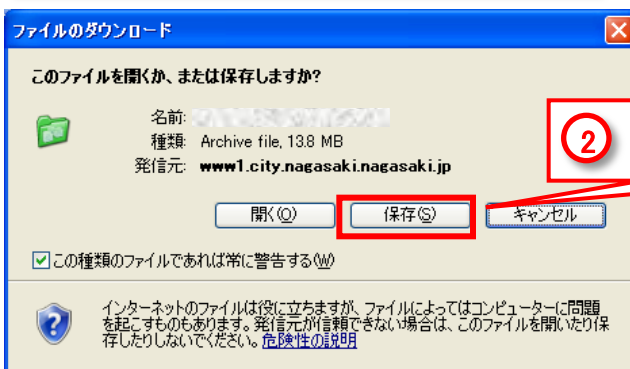 ファイルのダウンロード
このファイルを開くか、または保存しますか?
名前:
種類: Archive file, 13.8 MB
発信元: www1.city.nagasaki.nagasaki.jp
2
開く(O) 保存(S) キャンセル
この種類のファイルであれば常に警告する(W)
インターネットのファイルは役に立ちますが、ファイルによってはコンピューターに問題
を起こすものもあります。発信元が信頼できない場合は、このファイルを開いたり保
存したりしないでください。危険性の説明